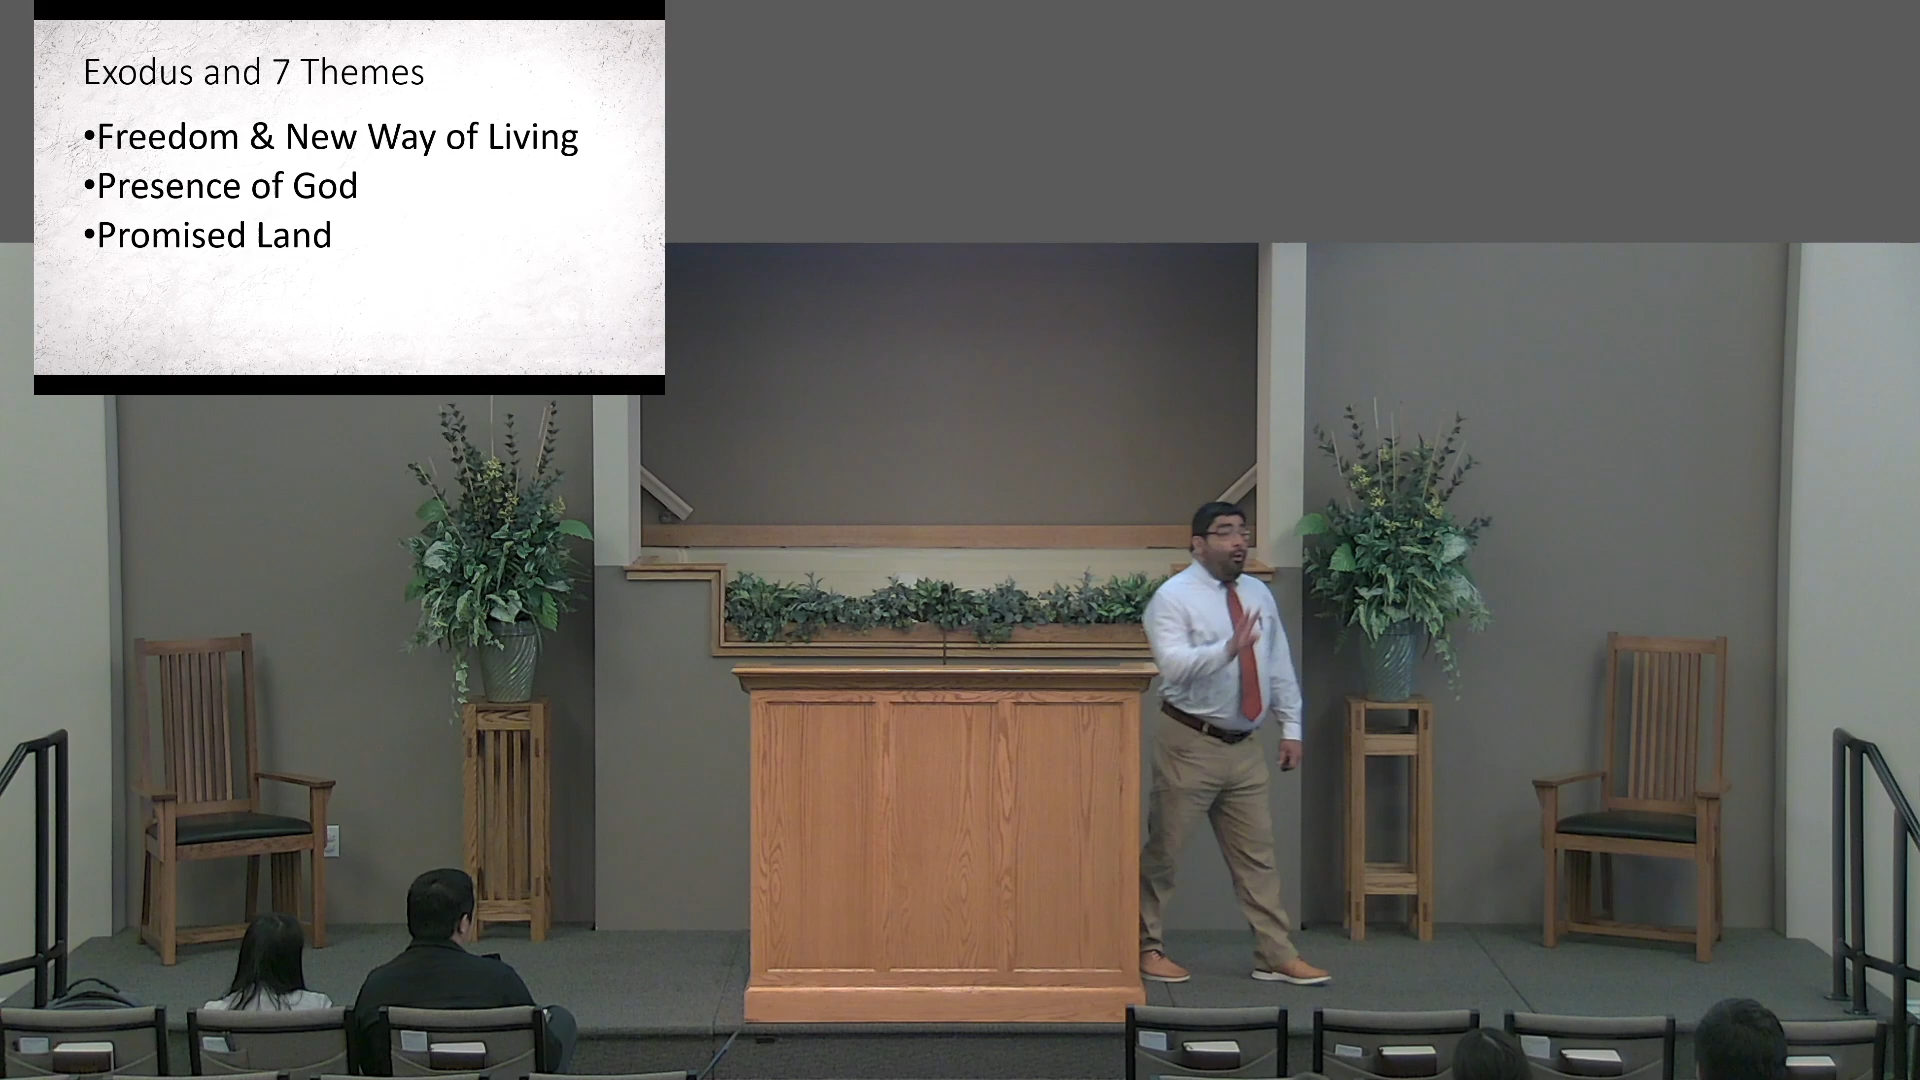 Exodus and 7 Themes
•Freedom & New Way of Living
•Presence of God
•Promised Land